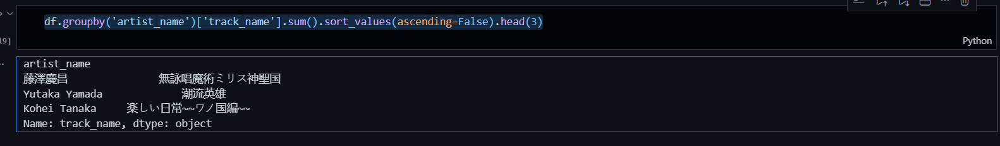 df.groupby('artist_name')['track_name'].sum().sort_values(ascending=False).head(3)
19]
Python
artist_name
藤澤慶昌 無詠唱魔術ミリス神聖国
Yutaka Yamada 潮流英雄
Kohei Tanaka 楽しい日常~~ワノ国編~~
Name: track_name, dtype: object